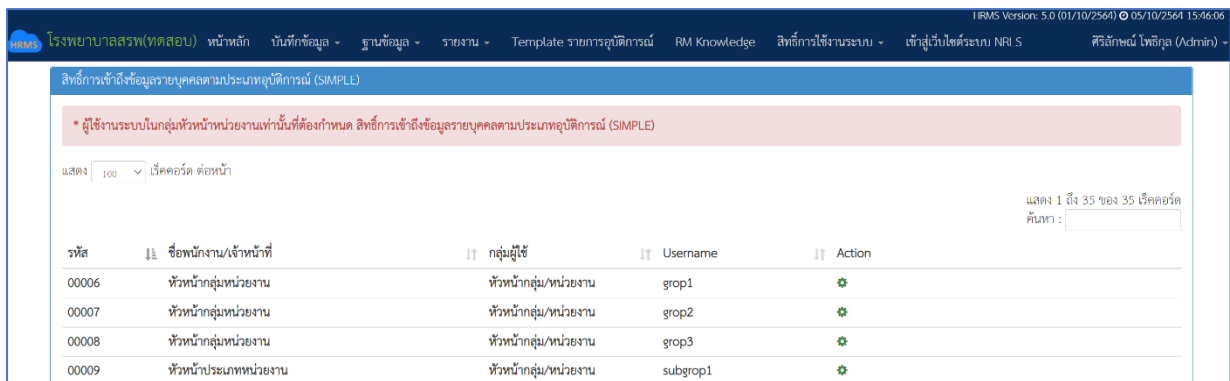 HRMS Version: 5.0 (01/10/2564) 05/10/2564 15:46:06
HRMS โรงพยาบาลสรพ(ทดสอบ) หน้าหลัก บันทึกข้อมูล ฐานข้อมูล รายงาน Template รายการอุบัติการณ์ RM Knowledge สิทธิ์การใช้งานระบบ เข้าสู่เว็บไซต์ระบบ NRLS ศิริลักษณ์ โพธิกุล (Admin)
สิทธิ์การเข้าถึงข้อมูลรายบุคคลตามประเภทอุบัติการณ์ (SIMPLE)
* ผู้ใช้งานระบบในกลุ่มหัวหน้าหน่วยงานเท่านั้นที่ต้องกำหนด สิทธิ์การเข้าถึงข้อมูลรายบุคคลตามประเภทอุบัติการณ์ (SIMPLE)
แสดง 100 เร็คคอร์ด ต่อหน้า
แสดง 1 ถึง 35 ของ 35 เร็คคอร์ด
ค้นหา :
รหัส ชื่อพนักงาน/เจ้าหน้าที่ กลุ่มผู้ใช้ Username Action
00006 หัวหน้ากลุ่มหน่วยงาน หัวหน้ากลุ่ม/หน่วยงาน grop1
00007 หัวหน้ากลุ่มหน่วยงาน หัวหน้ากลุ่ม/หน่วยงาน grop2
00008 หัวหน้ากลุ่มหน่วยงาน หัวหน้ากลุ่ม/หน่วยงาน grop3
00009 หัวหน้าประเภทหน่วยงาน หัวหน้ากลุ่ม/หน่วยงาน subgrop1